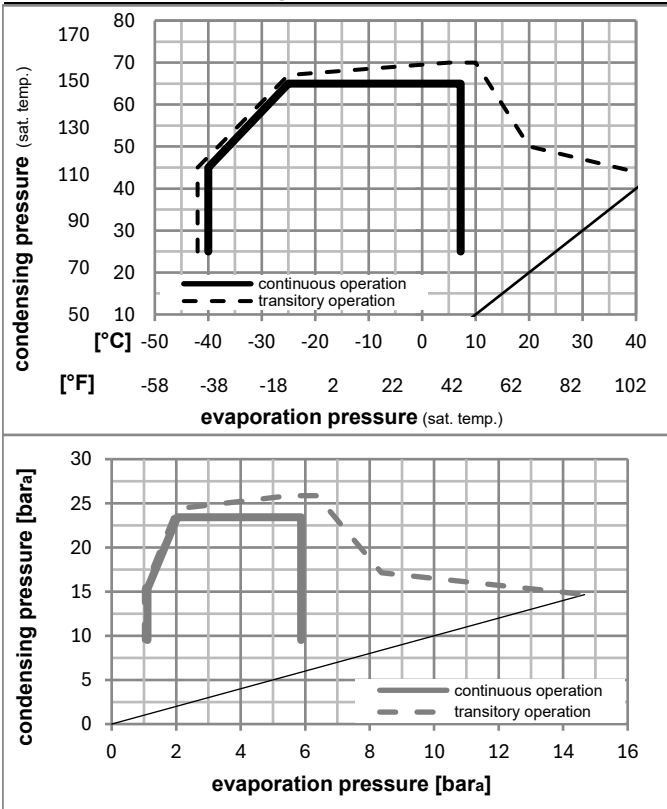 condensing pressure (sat. temp.)
170 80
70
150 60
130 50
110 40
90 30
70 20
50 10
continuous operation
transitory operation
[°C] -50 -40 -30 -20 -10 0 10 20 30 40
[°F] -58 -38 -18 2 22 42 62 82 102
evaporation pressure (sat. temp.)
condensing pressure [bara]
30
25
20
15
10
5
0
continuous operation
transitory operation
0 2 4 6 8 10 12 14 16
evaporation pressure [bara]